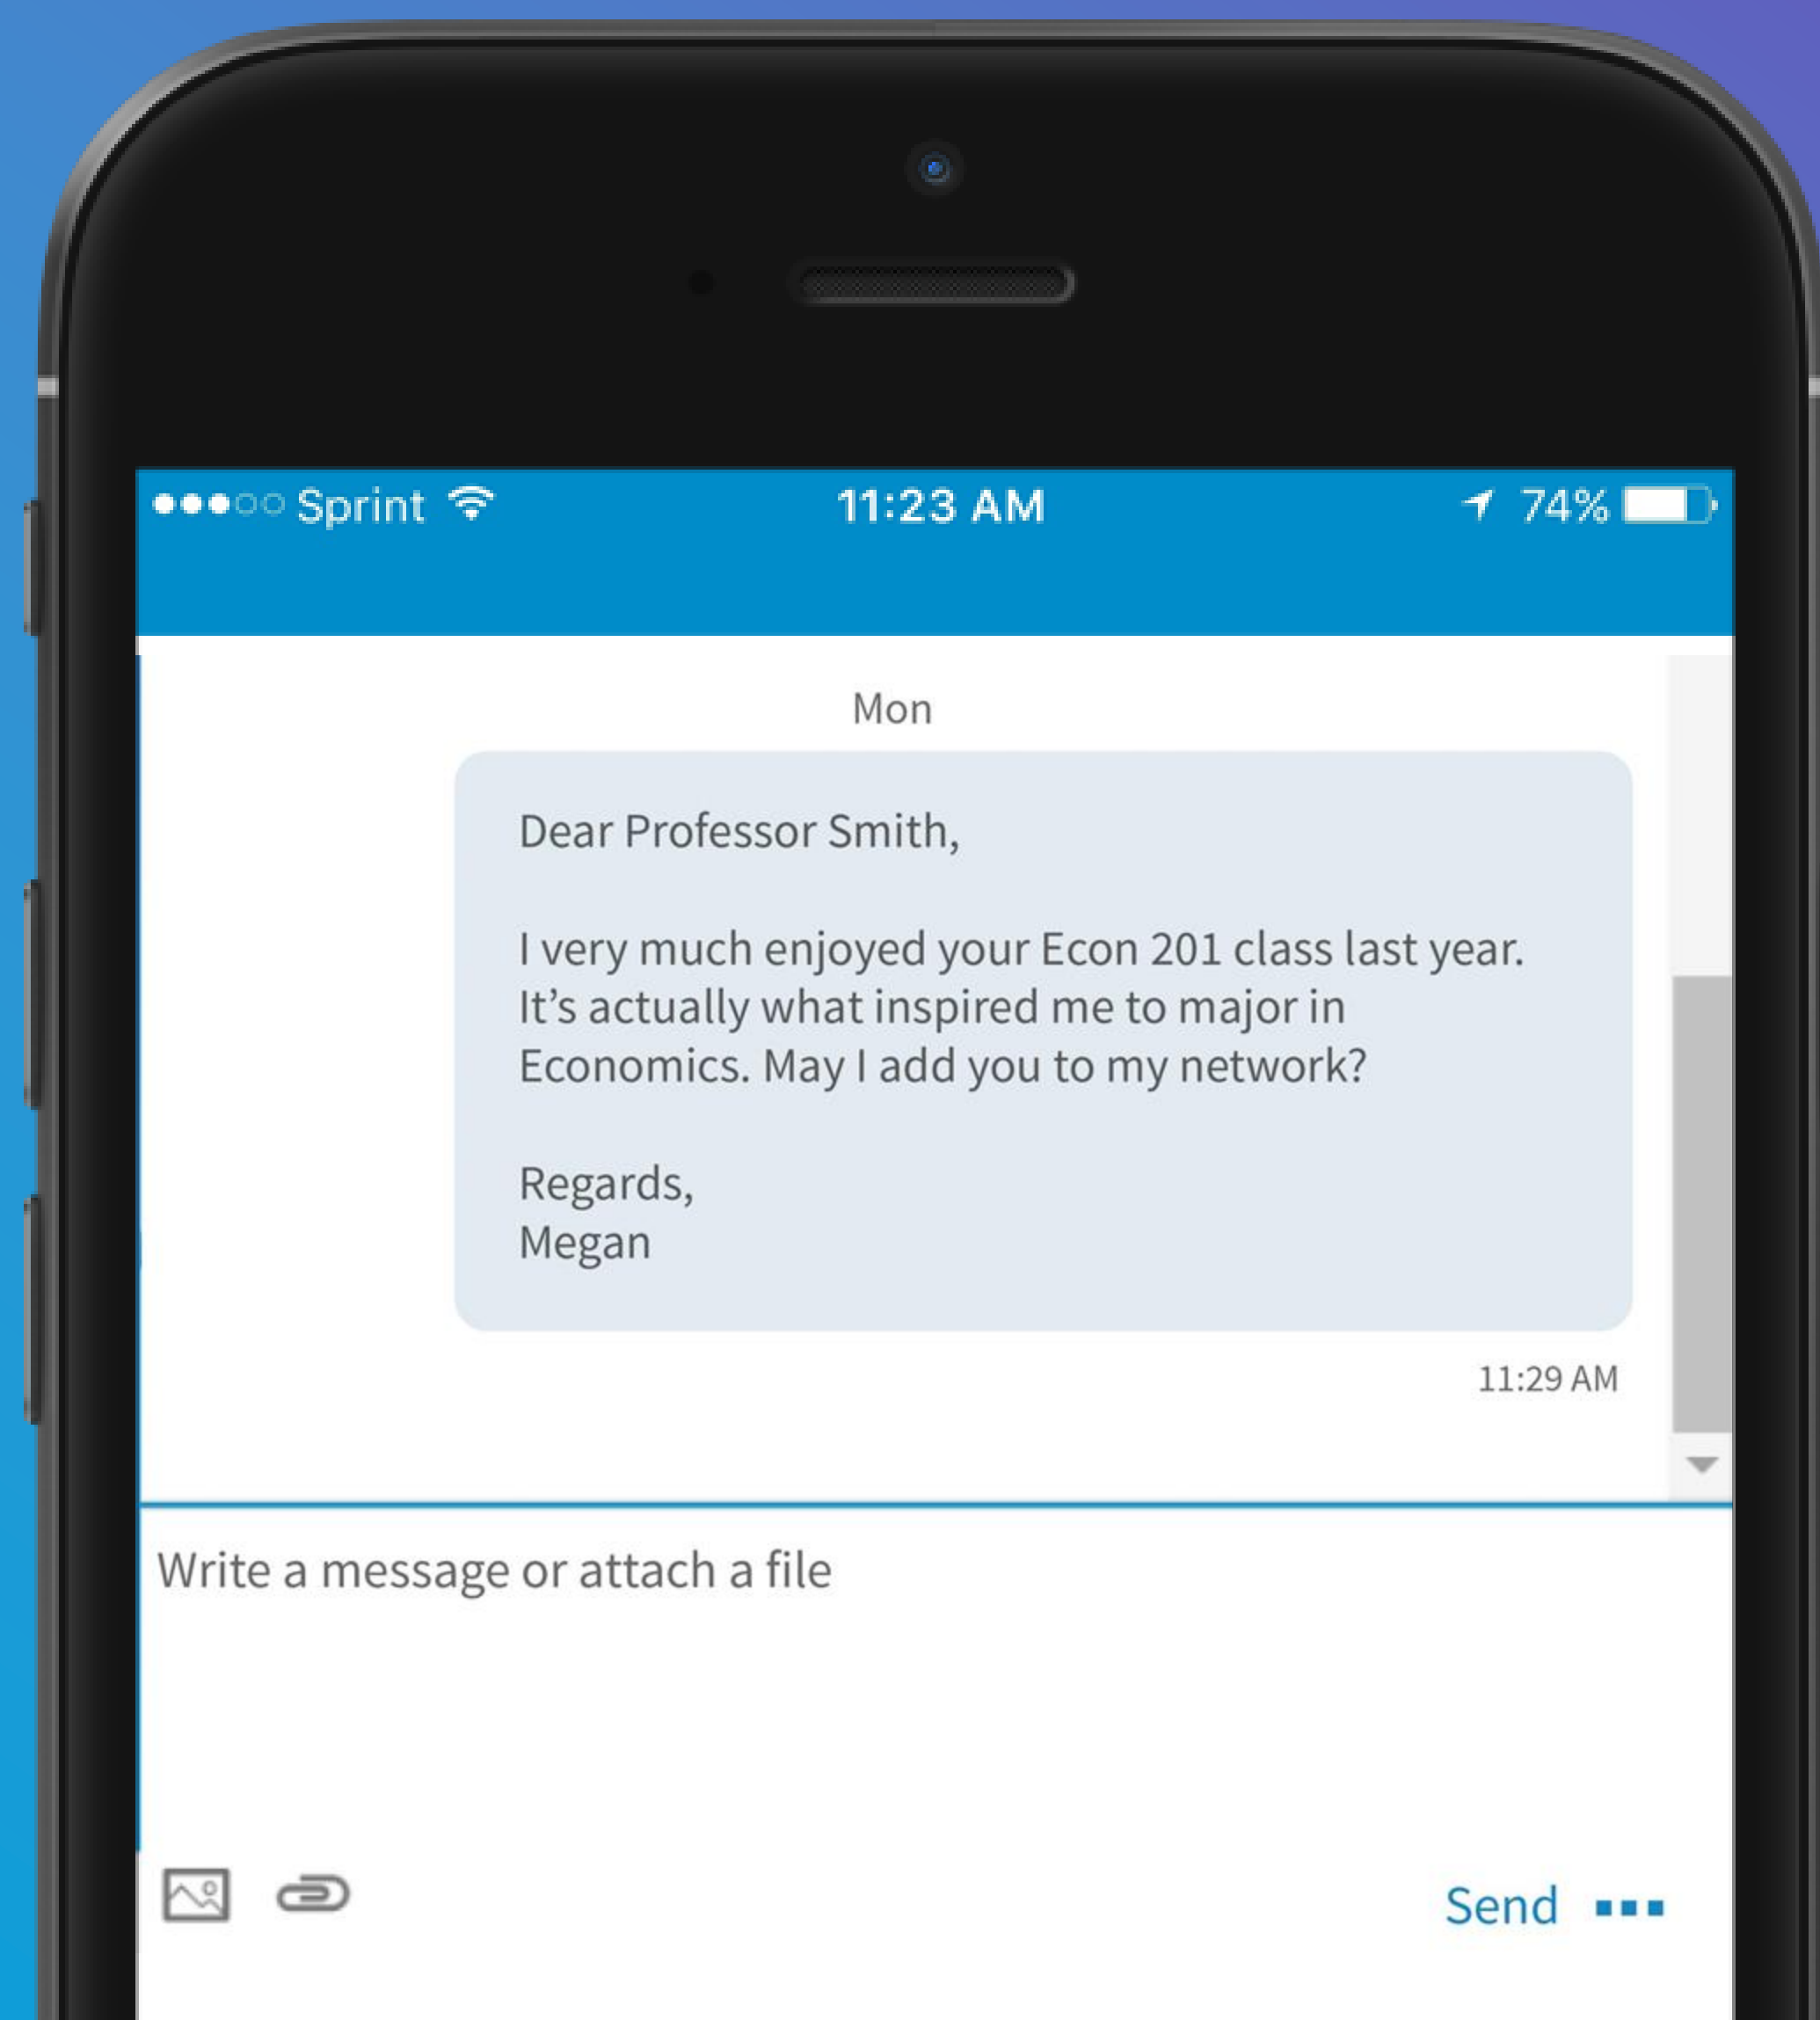 Sprint 11:23 AM 74%
Mon
Dear Professor Smith,
I very much enjoyed your Econ 201 class last year.
It’s actually what inspired me to major in
Economics. May I add you to my network?
Regards,
Megan
11:29 AM
Write a message or attach a file
Send